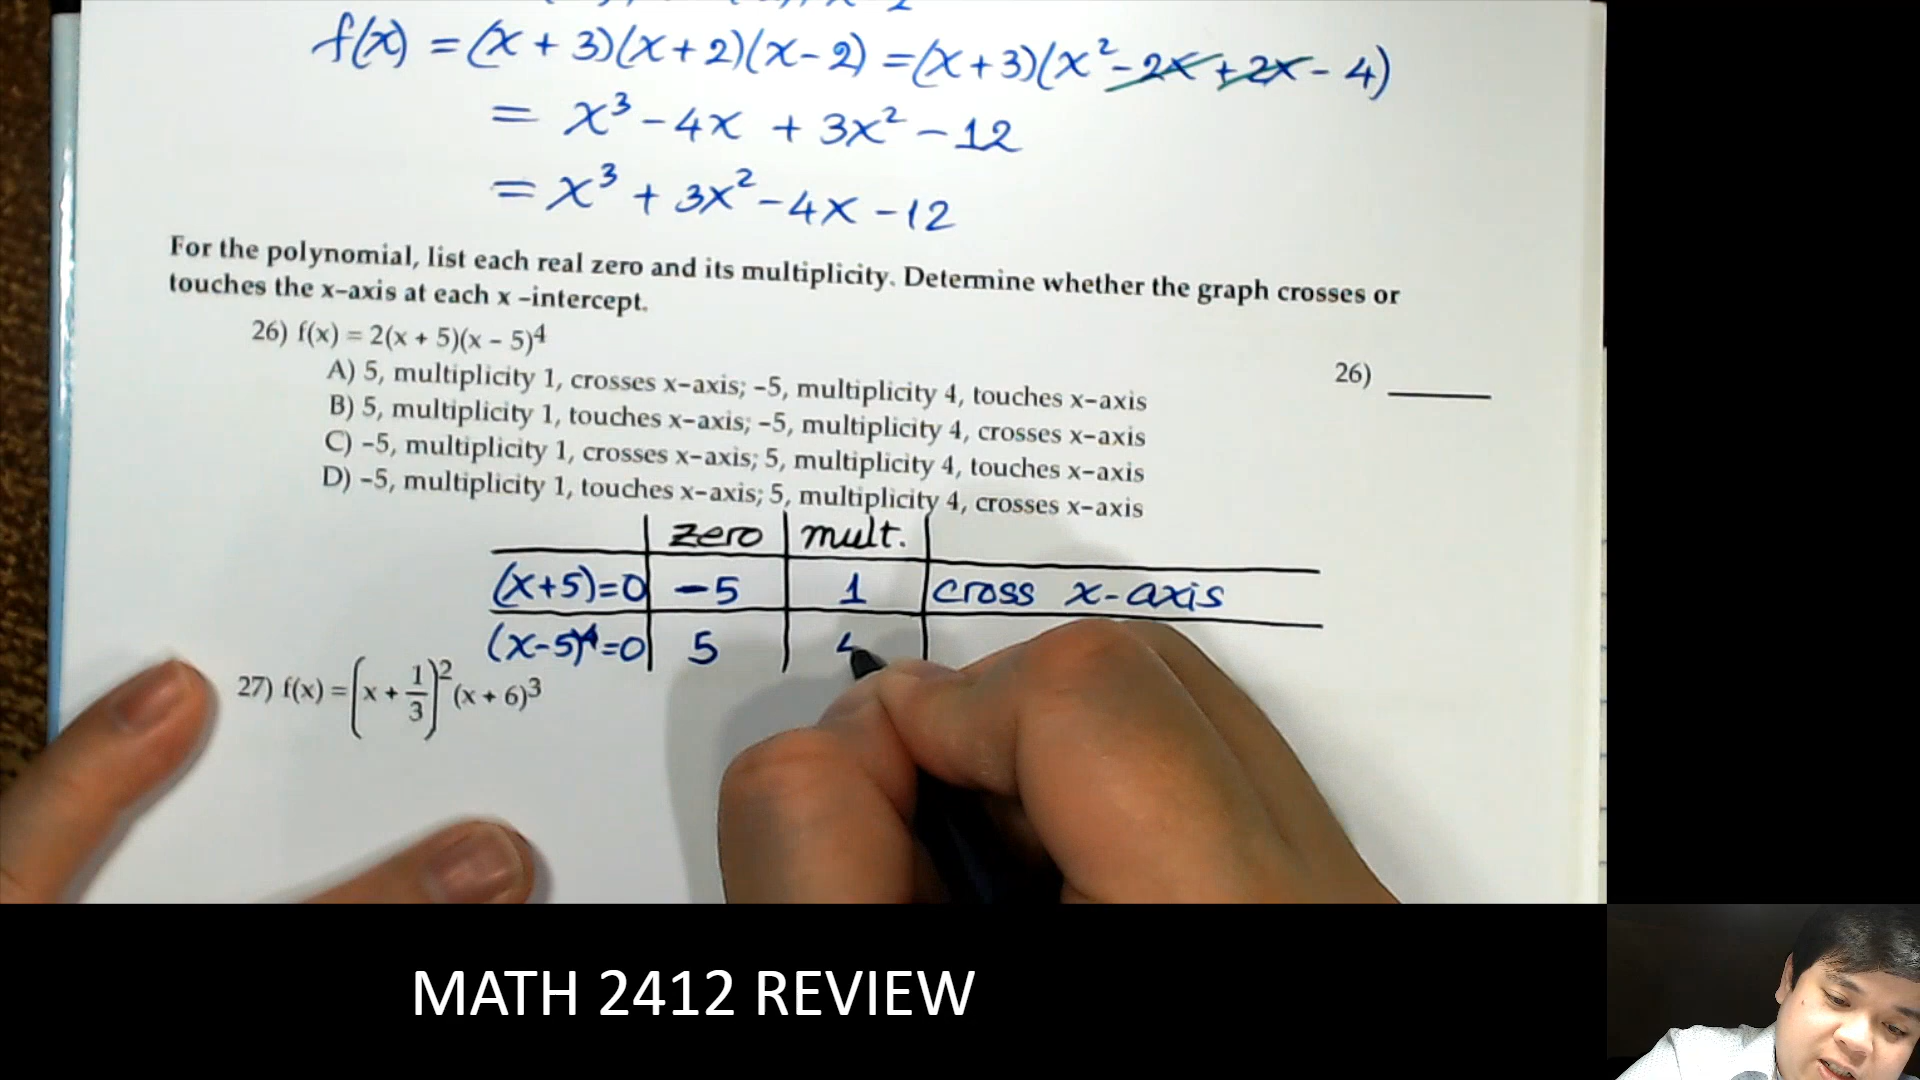 f(x) = (x + 3)(x + 2)(x - 2) = (x + 3)(x² - 2x + 2x - 4)
= x³ - 4x + 3x² - 12
= x³ + 3x² - 4x - 12
For the polynomial, list each real zero and its multiplicity. Determine whether the graph crosses or
touches the x-axis at each x -intercept.
26) f(x) = 2(x + 5)(x - 5)⁴
26) ______
A) 5, multiplicity 1, crosses x-axis; -5, multiplicity 4, touches x-axis
B) 5, multiplicity 1, touches x-axis; -5, multiplicity 4, crosses x-axis
C) -5, multiplicity 1, crosses x-axis; 5, multiplicity 4, touches x-axis
D) -5, multiplicity 1, touches x-axis; 5, multiplicity 4, crosses x-axis
zero mult.
(x+5)=0 -5 1 cross x-axis
(x-5)⁴=0 5 4
27) f(x) = (x + 1/3)² (x + 6)³
MATH 2412 REVIEW